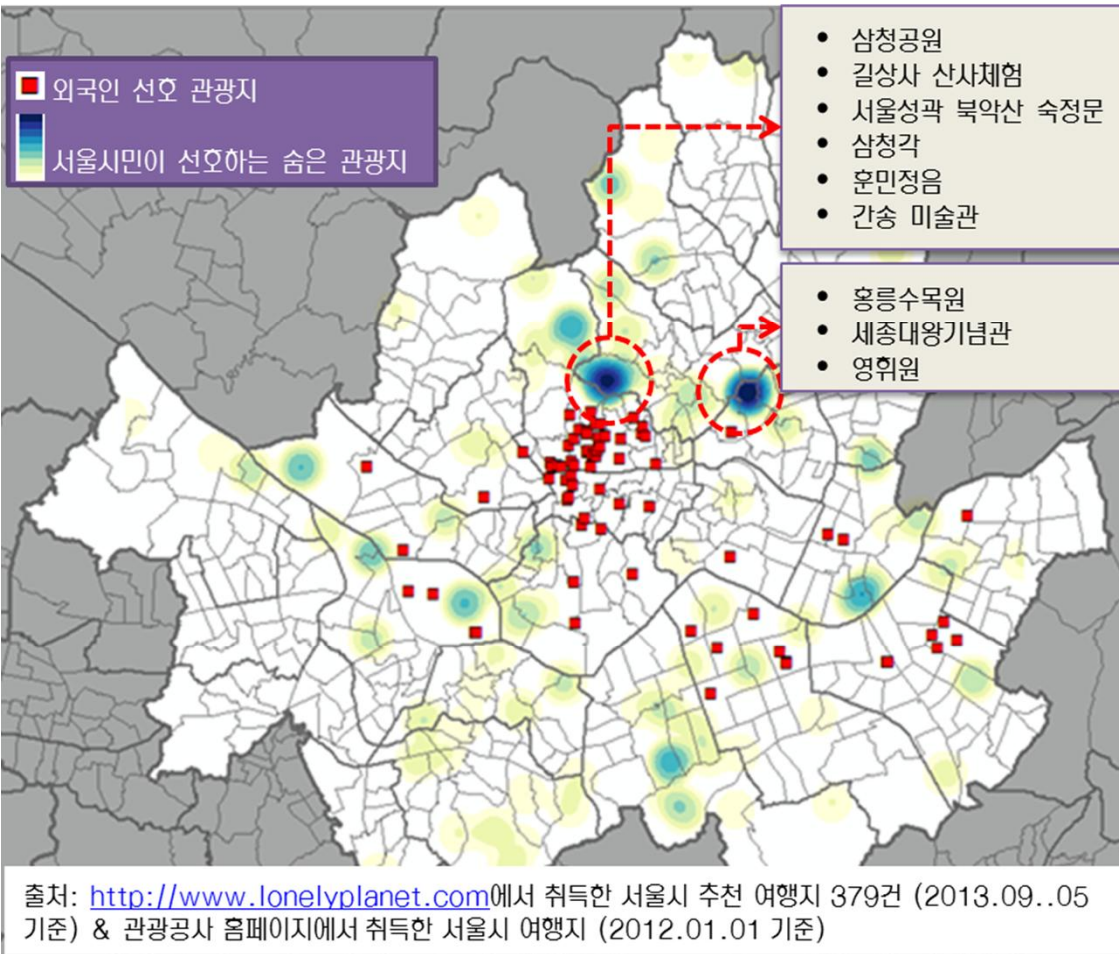 외국인 선호 관광지
서울시민이 선호하는 숨은 관광지
• 삼청공원
• 길상사 산사체험
• 서울성곽 북악산 숙정문
• 삼청각
• 훈민정음
• 간송 미술관
• 홍릉수목원
• 세종대왕기념관
• 영휘원
출처: http://www.lonelyplanet.com에서 취득한 서울시 추천 여행지 379건 (2013.09..05
기준) & 관광공사 홈페이지에서 취득한 서울시 여행지 (2012.01.01 기준)